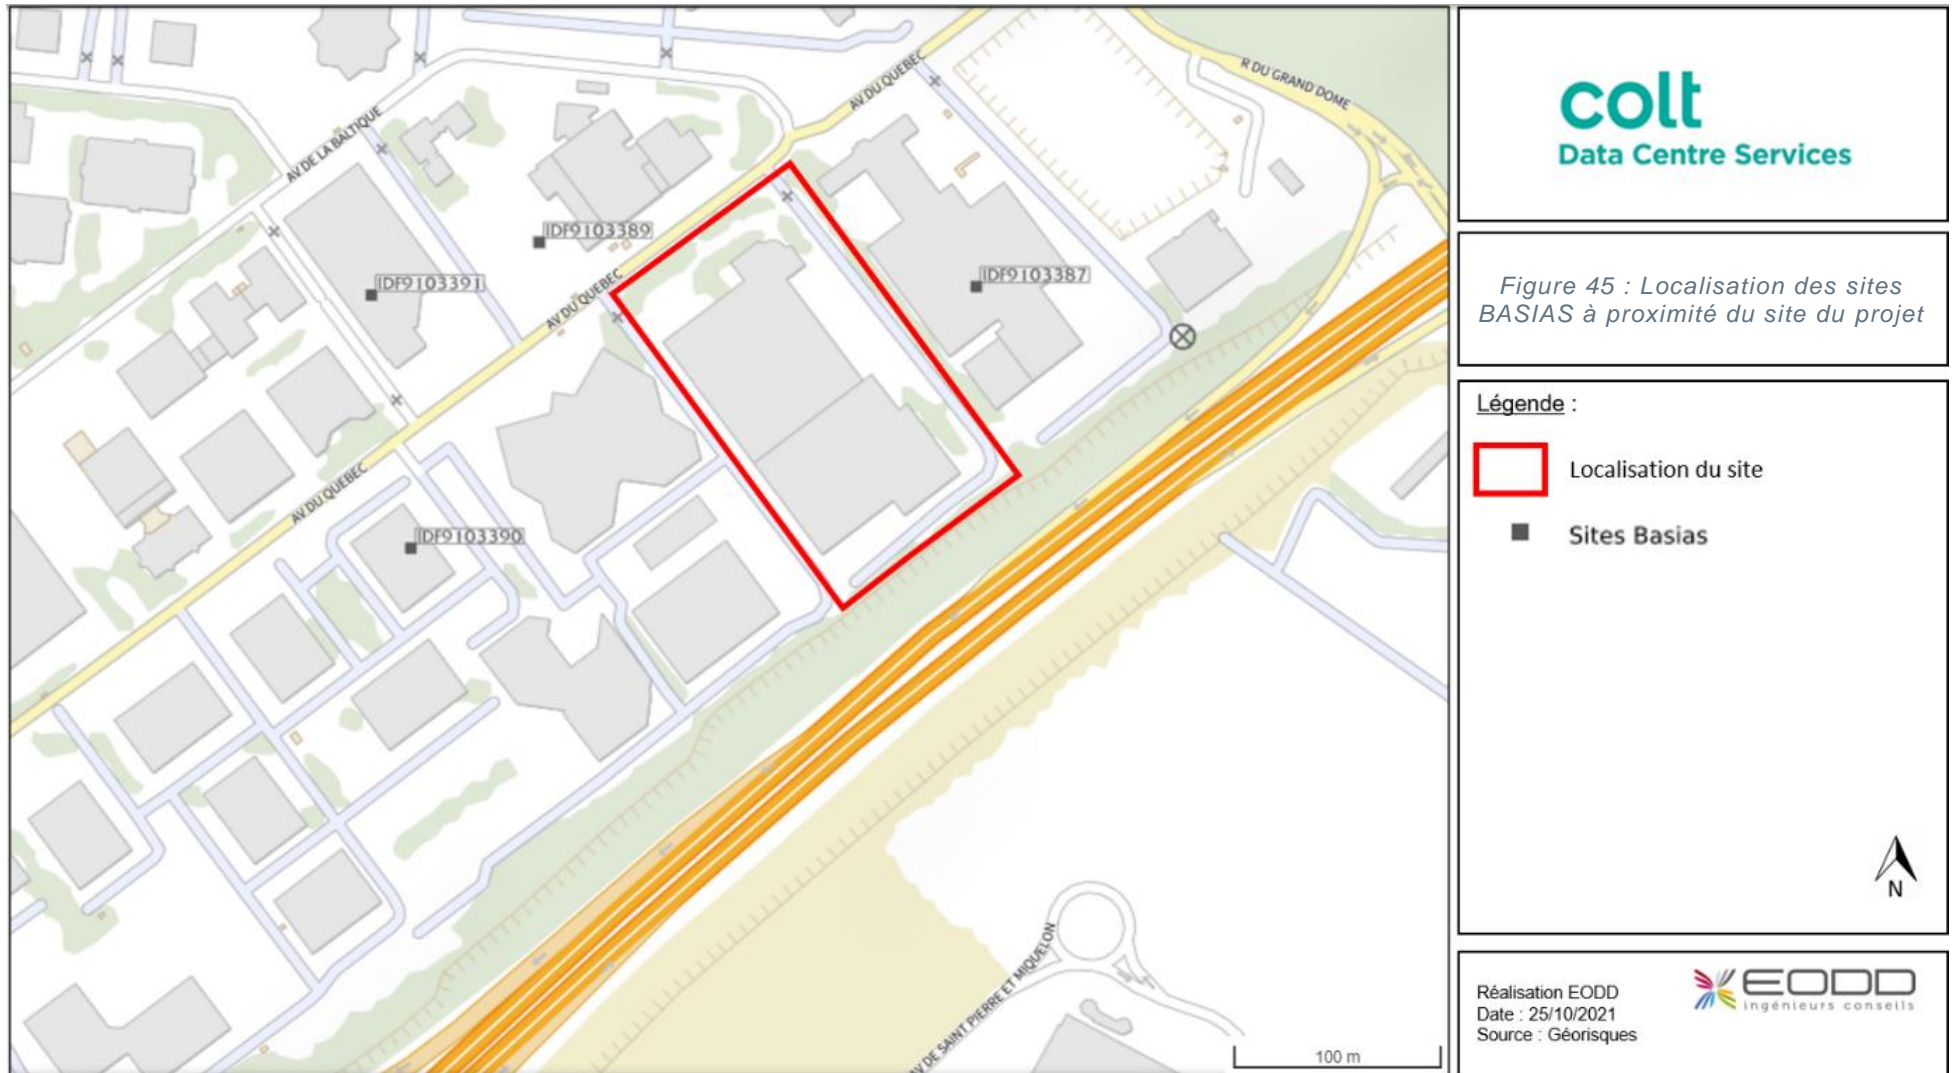 AV DU QUEBEC
R DU GRAND DOME
AV DE LA BALTIQUE
IDF9103389
IDF9103391
IDF9103387
AV DU QUEBEC
AV DU QUEBEC
IDF9103390
AV DE SAINT PIERRE ET MIQUELON
100 m
colt
Data Centre Services
Figure 45 : Localisation des sites
BASIAS à proximité du site du projet
Légende :
Localisation du site
Sites Basias
N
Réalisation EODD
Date : 25/10/2021
Source : Géorisques
EODD
ingénieurs conseils